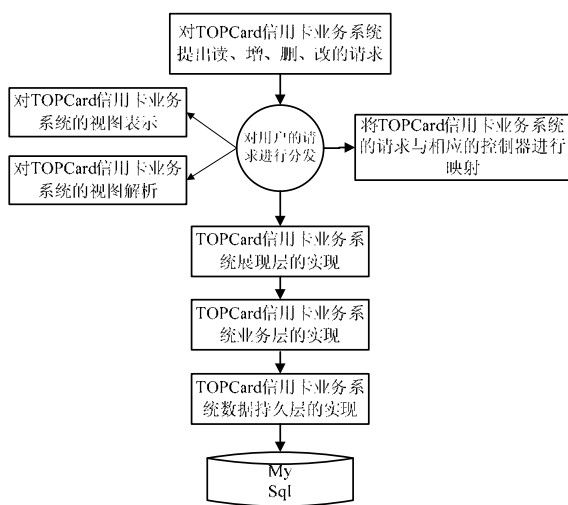 对TOPCard信用卡业务系统
提出读、增、删、改的请求
对TOPCard信用卡业务
系统的视图表示
对用户的请
求进行分发
将TOPCard信用卡业务系统
的请求与相应的控制器进行
映射
对TOPCard信用卡业务
系统的视图解析
TOPCard信用卡业务系
统展现层的实现
TOPCard信用卡业务系
统业务层的实现
TOPCard信用卡业务系
统数据持久层的实现
My
Sql